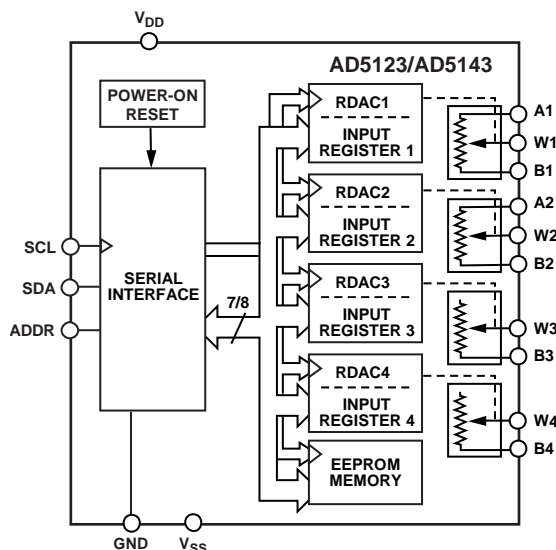 VDD
AD5123/AD5143
POWER-ON
RESET
RDAC1
INPUT
REGISTER 1
A1
W1
B1
RDAC2
INPUT
REGISTER 2
A2
W2
B2
SCL
SDA
ADDR
SERIAL
INTERFACE
7/8
RDAC3
INPUT
REGISTER 3
W3
B3
RDAC4
INPUT
REGISTER 4
W4
B4
EEPROM
MEMORY
GND
VSS